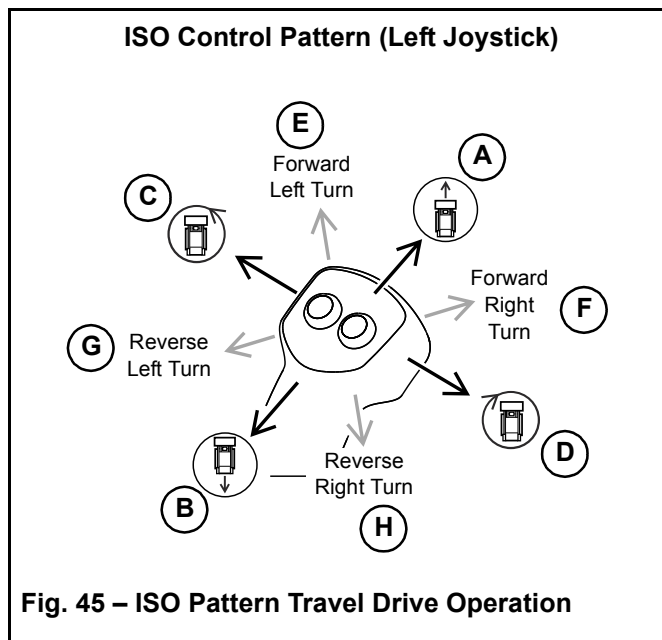 ISO Control Pattern (Left Joystick)
E
Forward
Left Turn
A
C
Forward
Right
Turn
F
G
Reverse
Left Turn
D
B
Reverse
Right Turn
H
Fig. 45 – ISO Pattern Travel Drive Operation